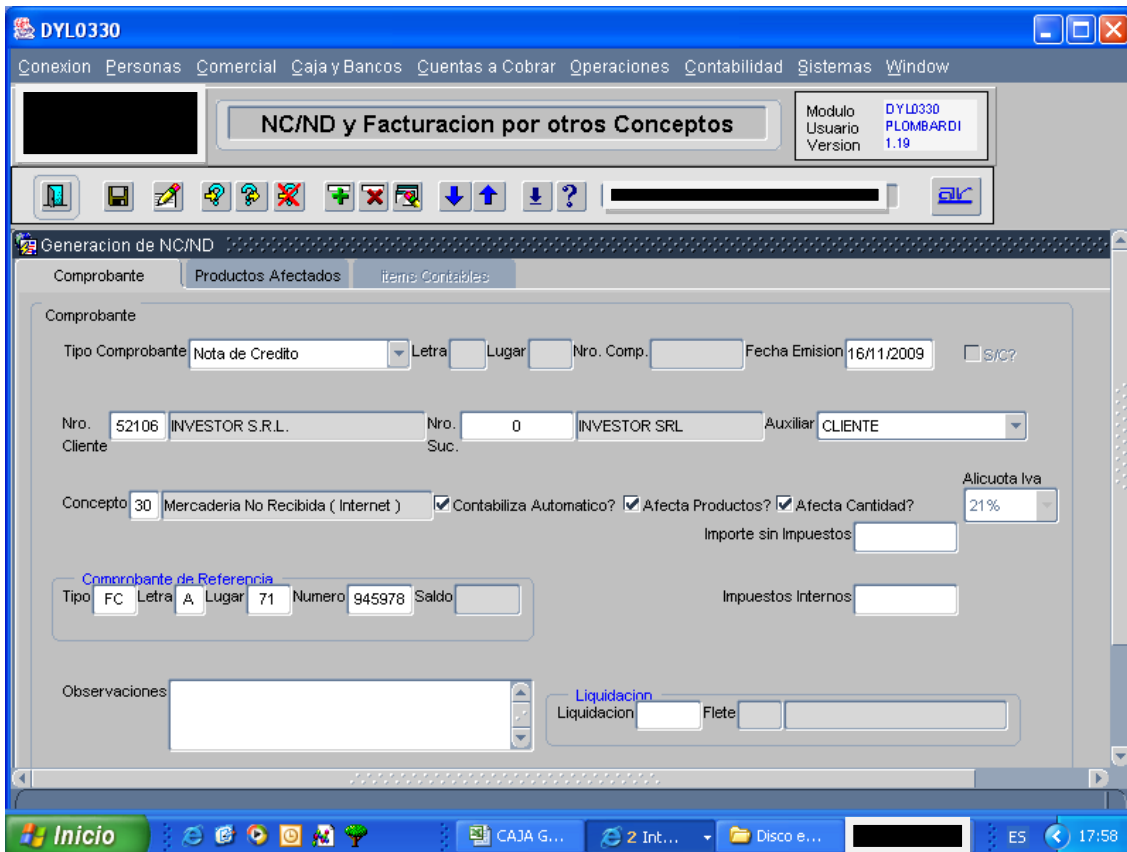 DYL0330
Conexion Personas Comercial Caja y Bancos Cuentas a Cobrar Operaciones Contabilidad Sistemas Window
NC/ND y Facturacion por otros Conceptos
Modulo DYL0330
Usuario PLOMBARDI
Version 1.19
Generacion de NC/ND
Comprobante Productos Afectados Items Contables
Comprobante
Tipo Comprobante Nota de Credito Letra Lugar Nro. Comp. Fecha Emision 16/11/2009 S/C?
Nro. Cliente 52106 INVESTOR S.R.L. Nro. Suc. 0 INVESTOR SRL Auxiliar CLIENTE
Alicuota Iva
Concepto 30 Mercaderia No Recibida ( Internet ) Contabiliza Automatico? Afecta Productos? Afecta Cantidad? 21%
Importe sin Impuestos
Comprobante de Referencia
Tipo FC Letra A Lugar 71 Numero 945978 Saldo Impuestos Internos
Observaciones
Liquidacion
Liquidacion Flete
Inicio CAJA G... 2 Int... Disco e... ES 17:58